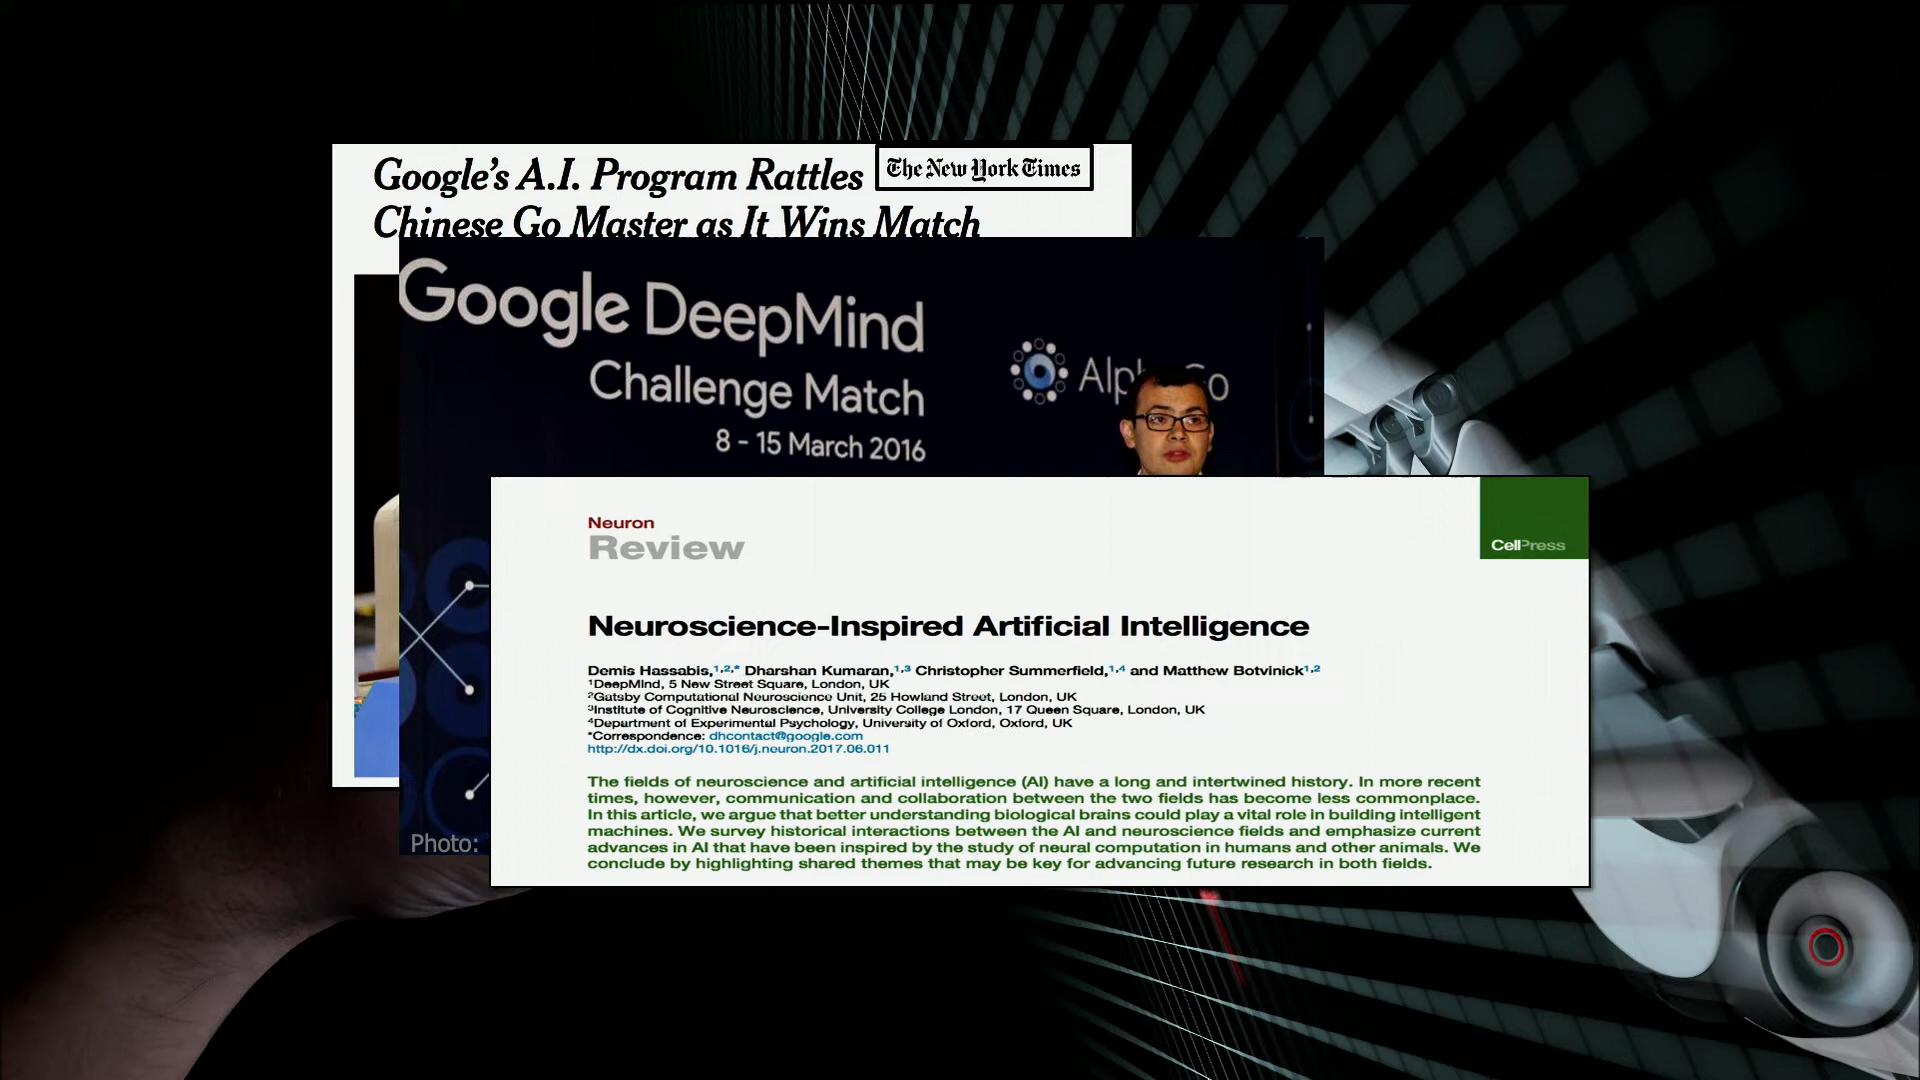 Google's A.I. Program Rattles
The New York Times
Chinese Go Master as It Wins Match
Google DeepMind
Challenge Match
8 - 15 March 2016
Alp Go
Photo:
Neuron
Review
CellPress
Neuroscience-Inspired Artificial Intelligence
Demis Hassabis,1,2,* Dharshan Kumaran,1,3 Christopher Summerfield,1,4 and Matthew Botvinick1,2
1DeepMind, 5 New Street Square, London, UK
2Gatsby Computational Neuroscience Unit, 25 Howland Street, London, UK
3Institute of Cognitive Neuroscience, University College London, 17 Queen Square, London, UK
4Department of Experimental Psychology, University of Oxford, Oxford, UK
*Correspondence: dhcontact@google.com
http://dx.doi.org/10.1016/j.neuron.2017.06.011
The fields of neuroscience and artificial intelligence (AI) have a long and intertwined history. In more recent
times, however, communication and collaboration between the two fields has become less commonplace.
In this article, we argue that better understanding biological brains could play a vital role in building intelligent
machines. We survey historical interactions between the AI and neuroscience fields and emphasize current
advances in AI that have been inspired by the study of neural computation in humans and other animals. We
conclude by highlighting shared themes that may be key for advancing future research in both fields.